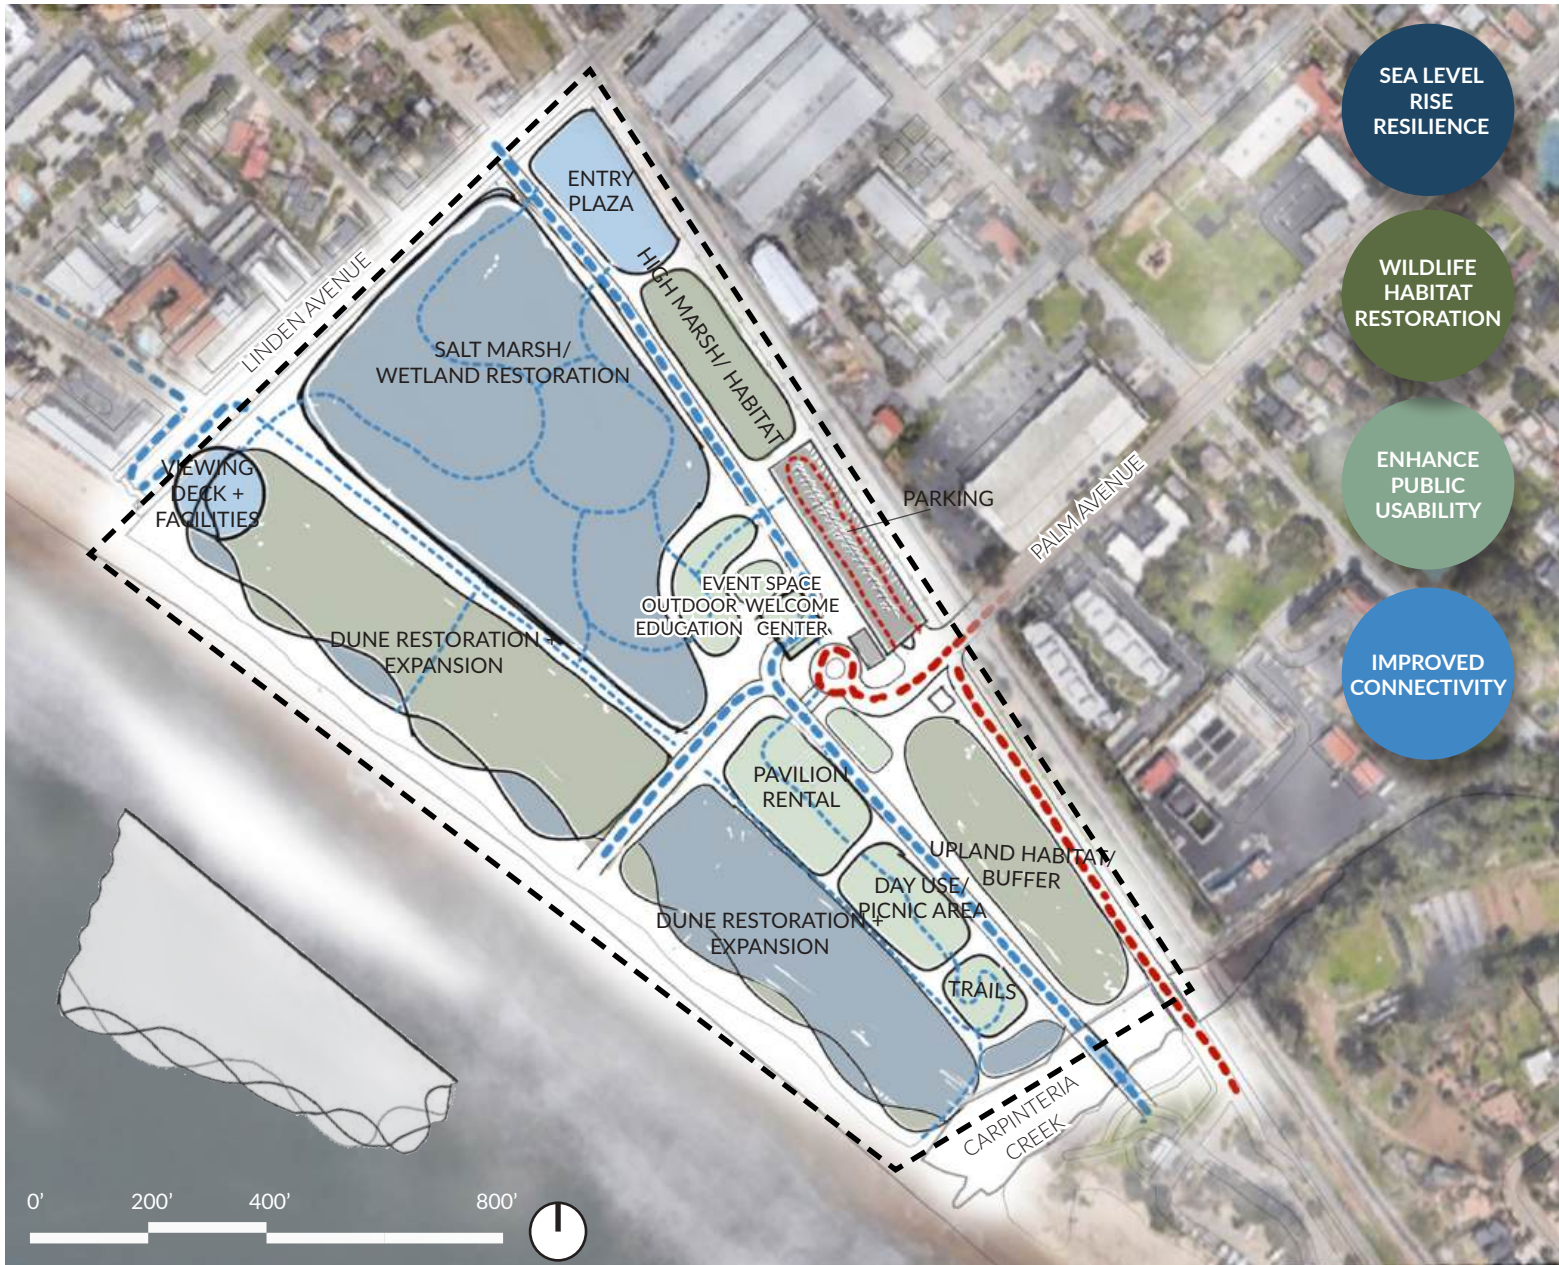 SEA LEVEL
RISE
RESILIENCE
WILDLIFE
HABITAT
RESTORATION
ENHANCE
PUBLIC
USABILITY
IMPROVED
CONNECTIVITY
ENTRY
PLAZA
HIGH MARSH/ HABITAT
LINDEN AVENUE
SALT MARSH/
WETLAND RESTORATION
VIEWING
DECK +
FACILITIES
PARKING
PALM AVENUE
EVENT SPACE
OUTDOOR WELCOME
EDUCATION CENTER
DUNE RESTORATION +
EXPANSION
PAVILION
RENTAL
UPLAND HABITAT/
BUFFER
DAY USE/
PICNIC AREA
DUNE RESTORATION +
EXPANSION
TRAILS
CARPINTERIA
CREEK
0' 200' 400' 800'